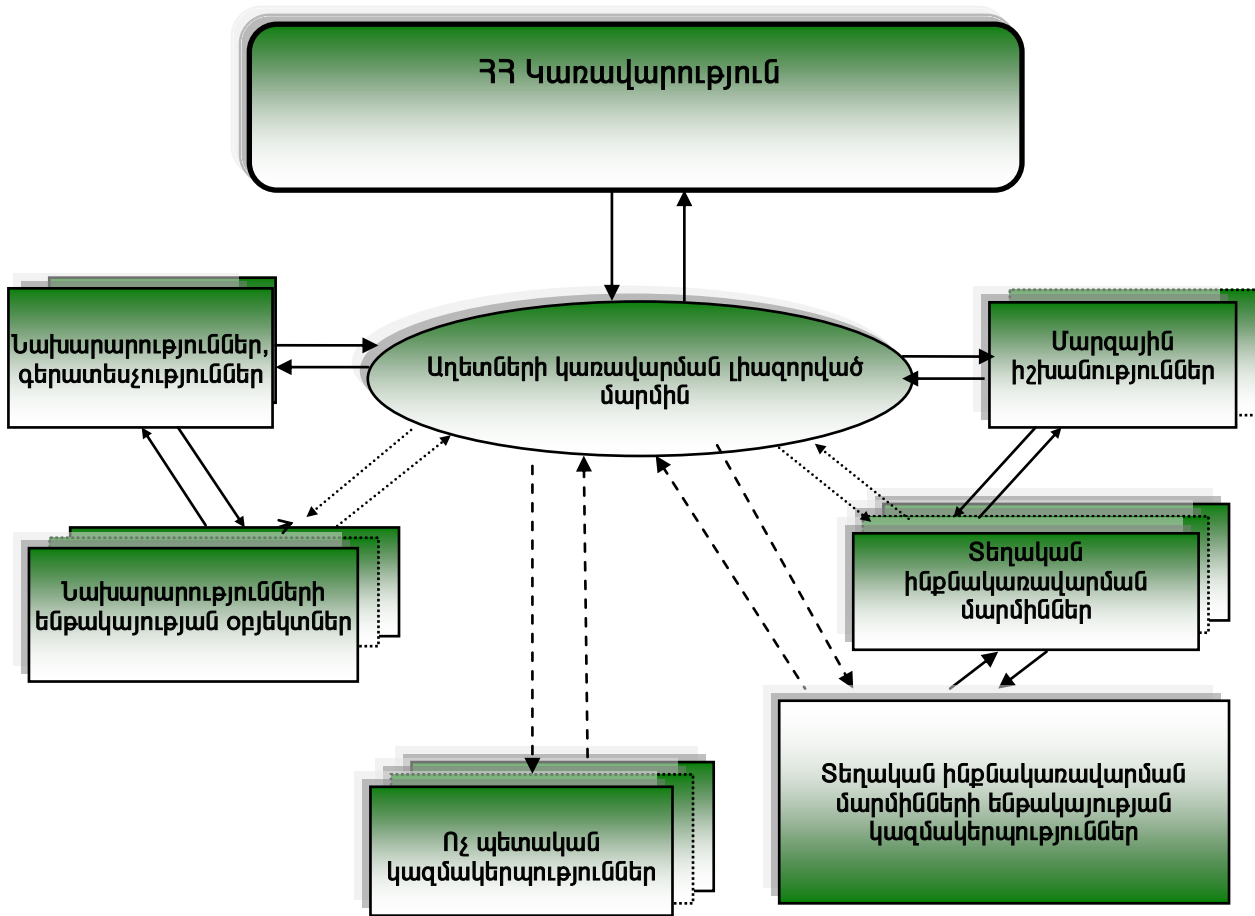 ՀՀ Կառավարություն
Նախարարություններ,
գերատեսչություններ
Աղետների կառավարման լիազորված
մարմին
Մարզային
իշխանություններ
Նախարարությունների
ենթակայության օբյեկտներ
Տեղական
ինքնակառավարման
մարմիններ
Ոչ պետական
կազմակերպություններ
Տեղական ինքնակառավարման
մարմինների ենթակայության
կազմակերպություններ